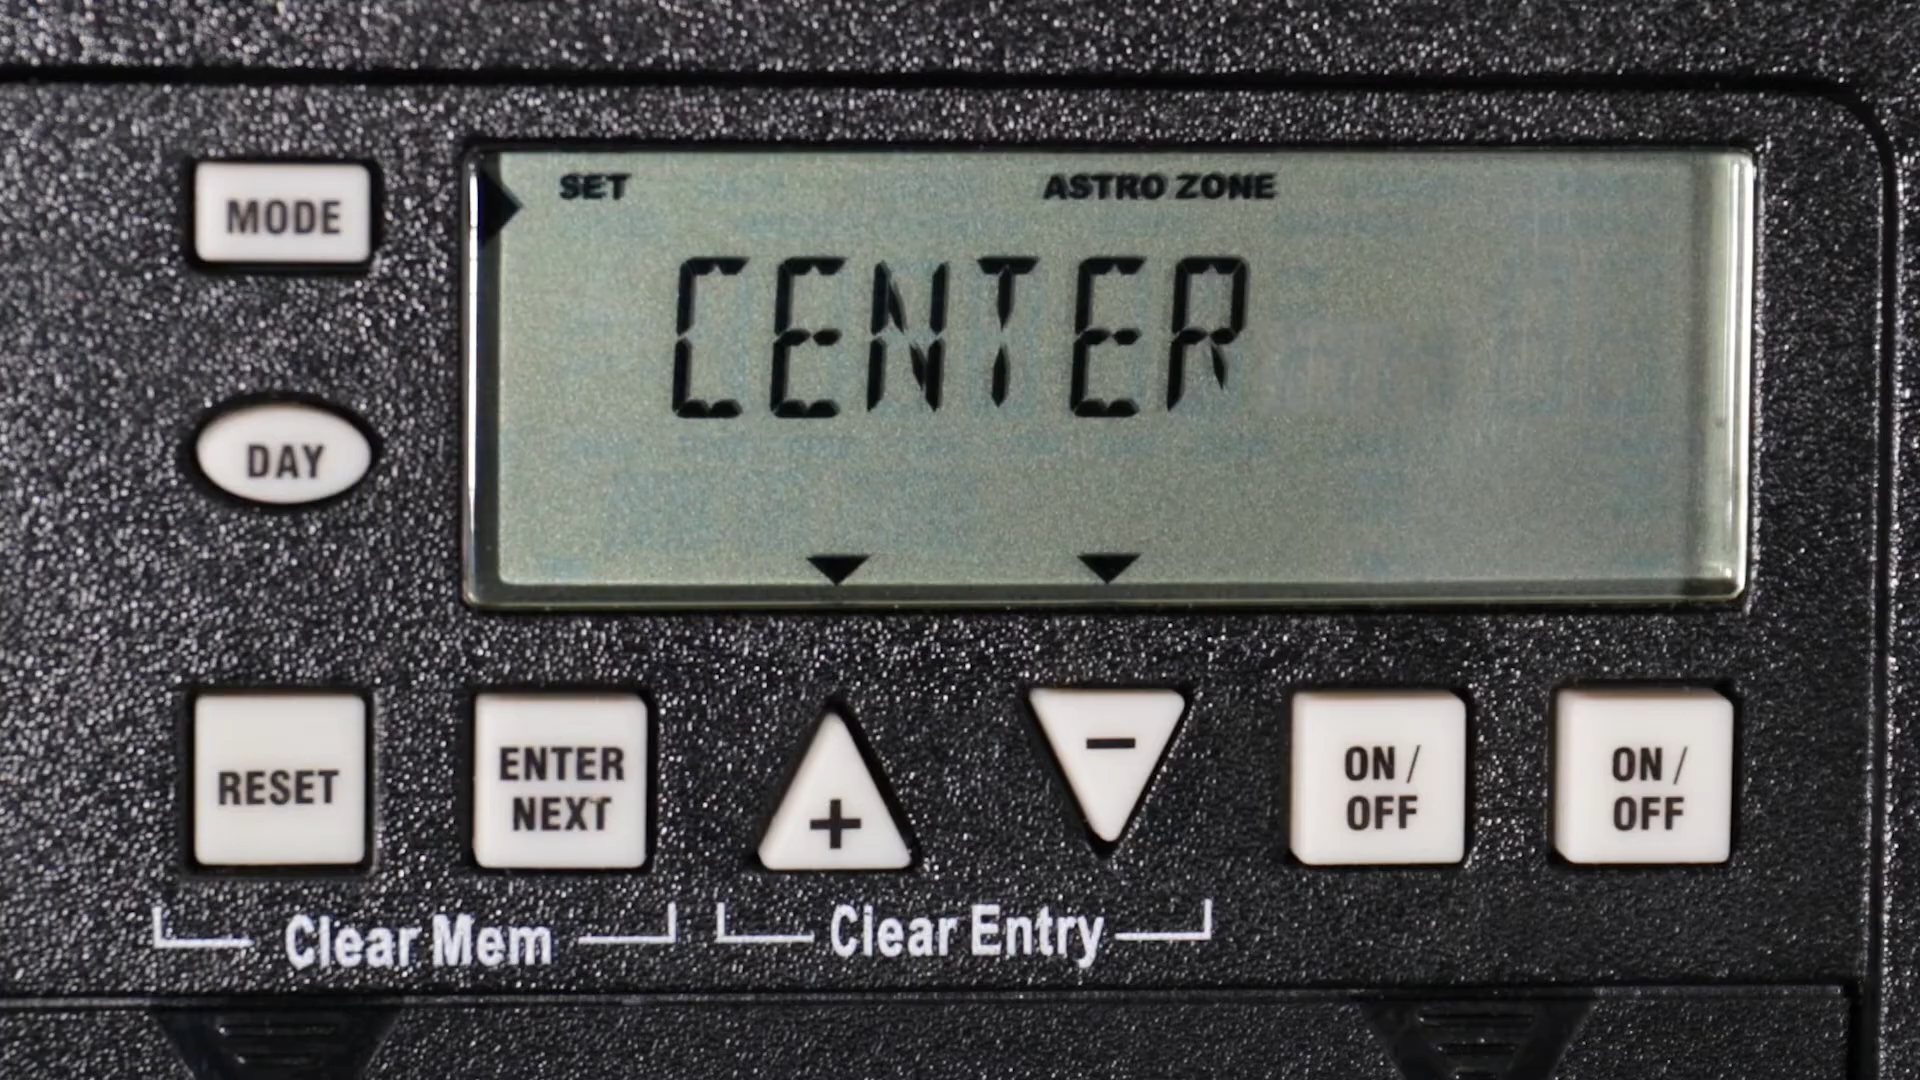 SET ASTRO ZONE
MODE
CENTER
DAY
RESET
ENTER
NEXT
+
−
ON /
OFF
ON /
OFF
Clear Mem
Clear Entry